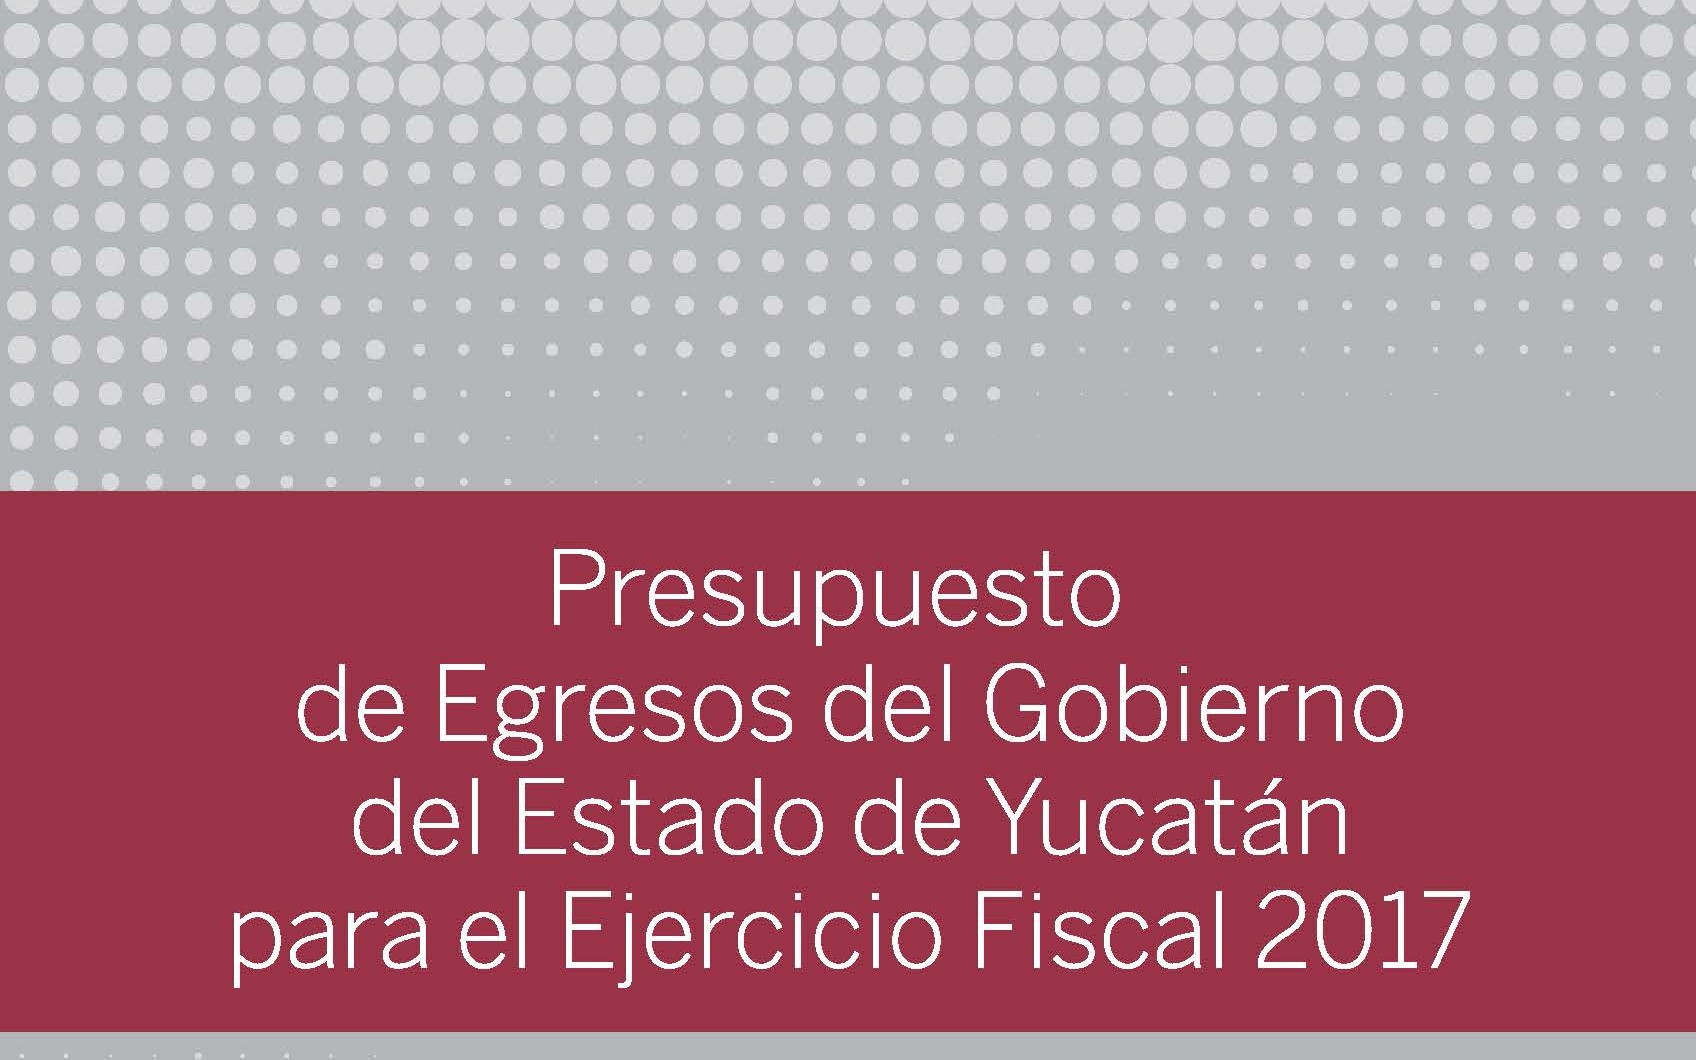 Presupuesto
de Egresos del Gobierno
del Estado de Yucatán
para el Ejercicio Fiscal 2017